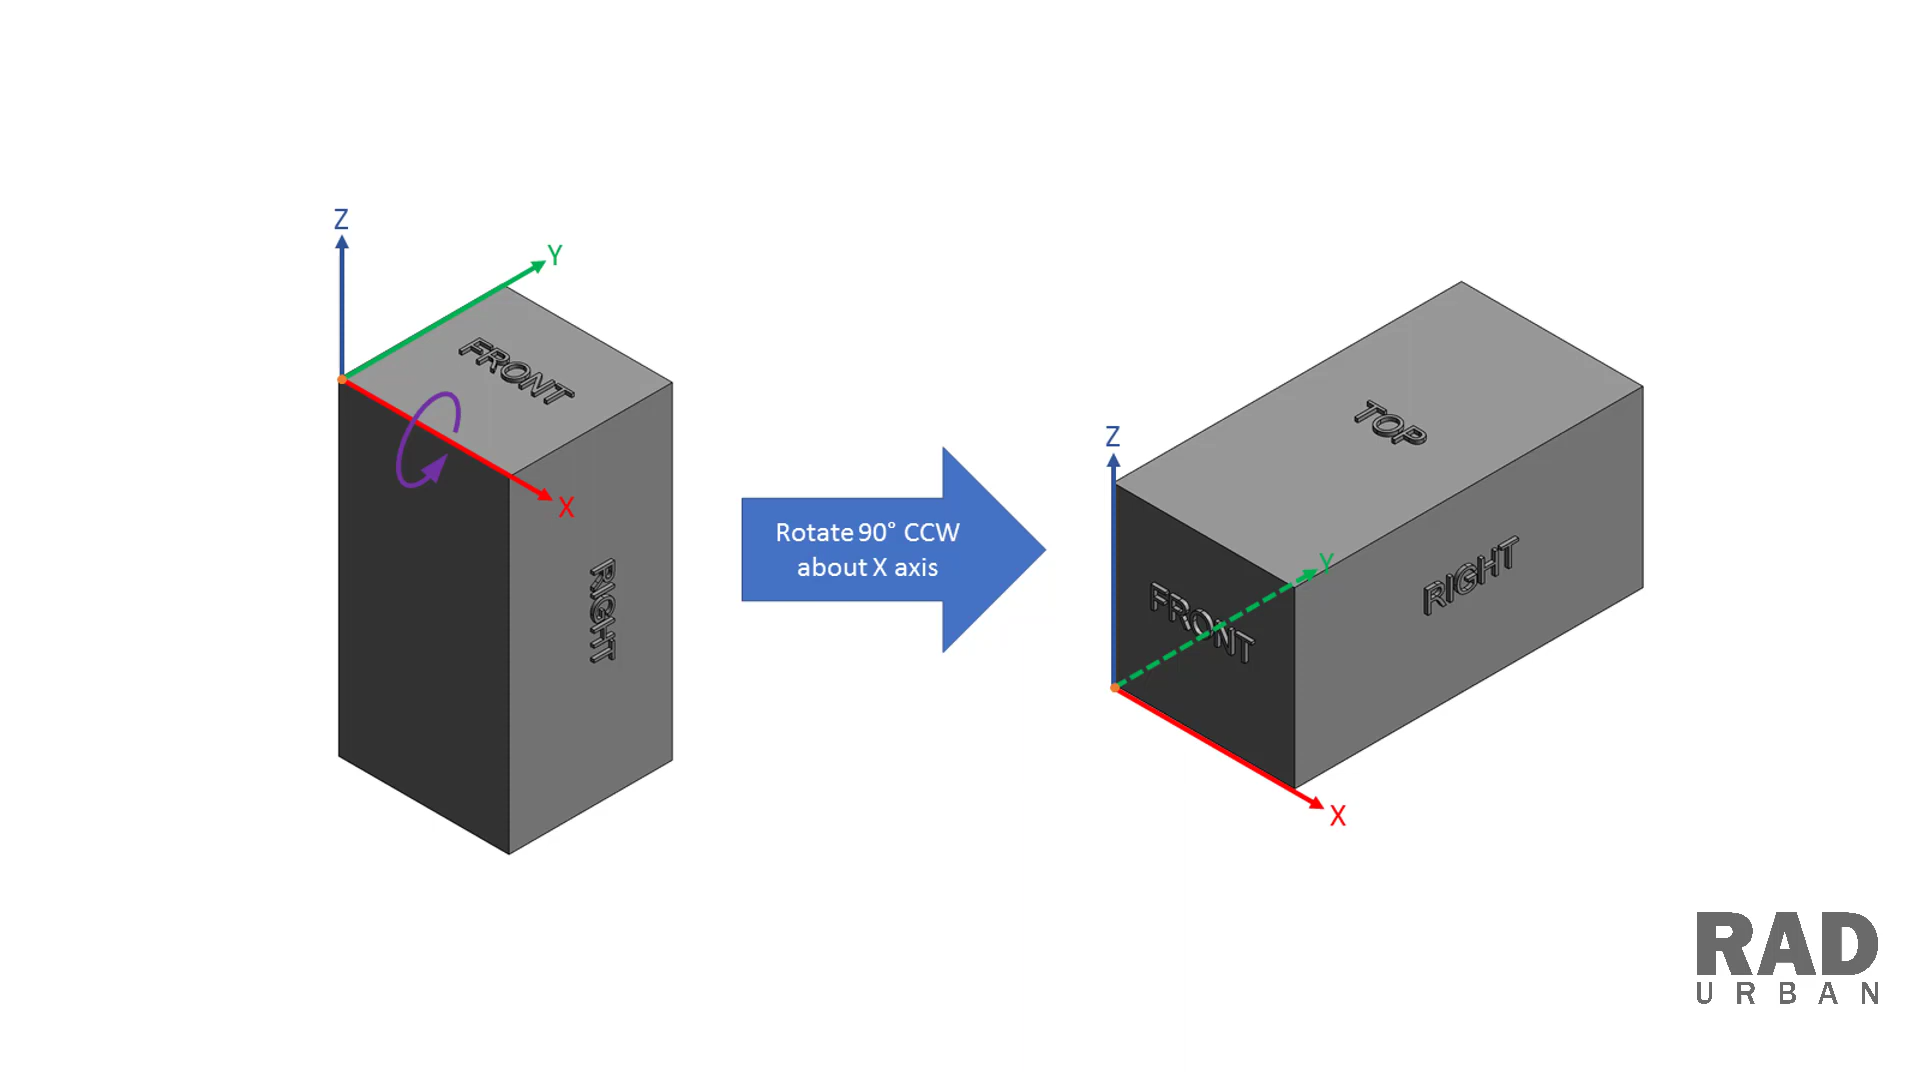 Z
Y
FRONT
X
RIGHT
Rotate 90° CCW
about X axis
Z
TOP
Y
RIGHT
FRONT
X
RAD
URBAN